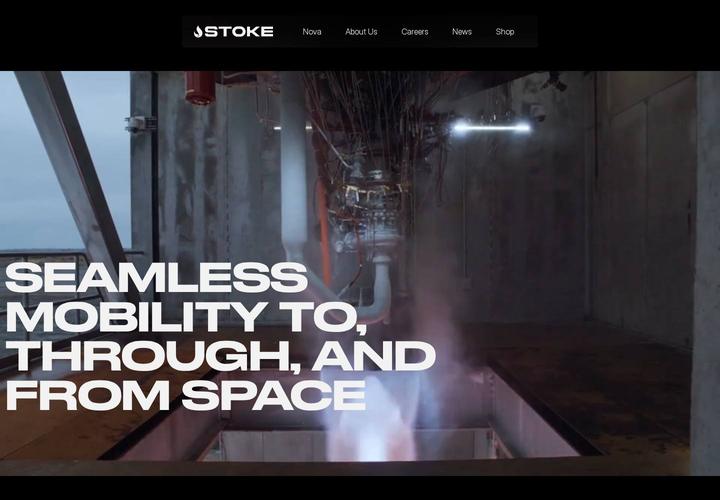 STOKE
Nova
About Us
Careers
News
Shop
SEAMLESS
MOBILITY TO,
THROUGH, AND
FROM SPACE